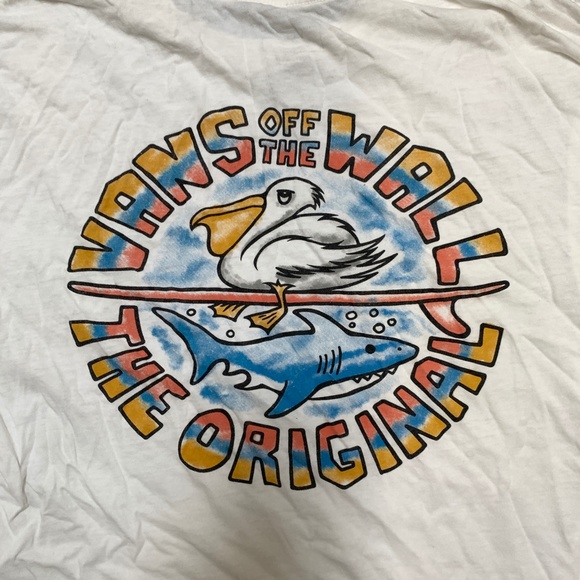 VANS OFF THE WALL
THE ORIGINAL